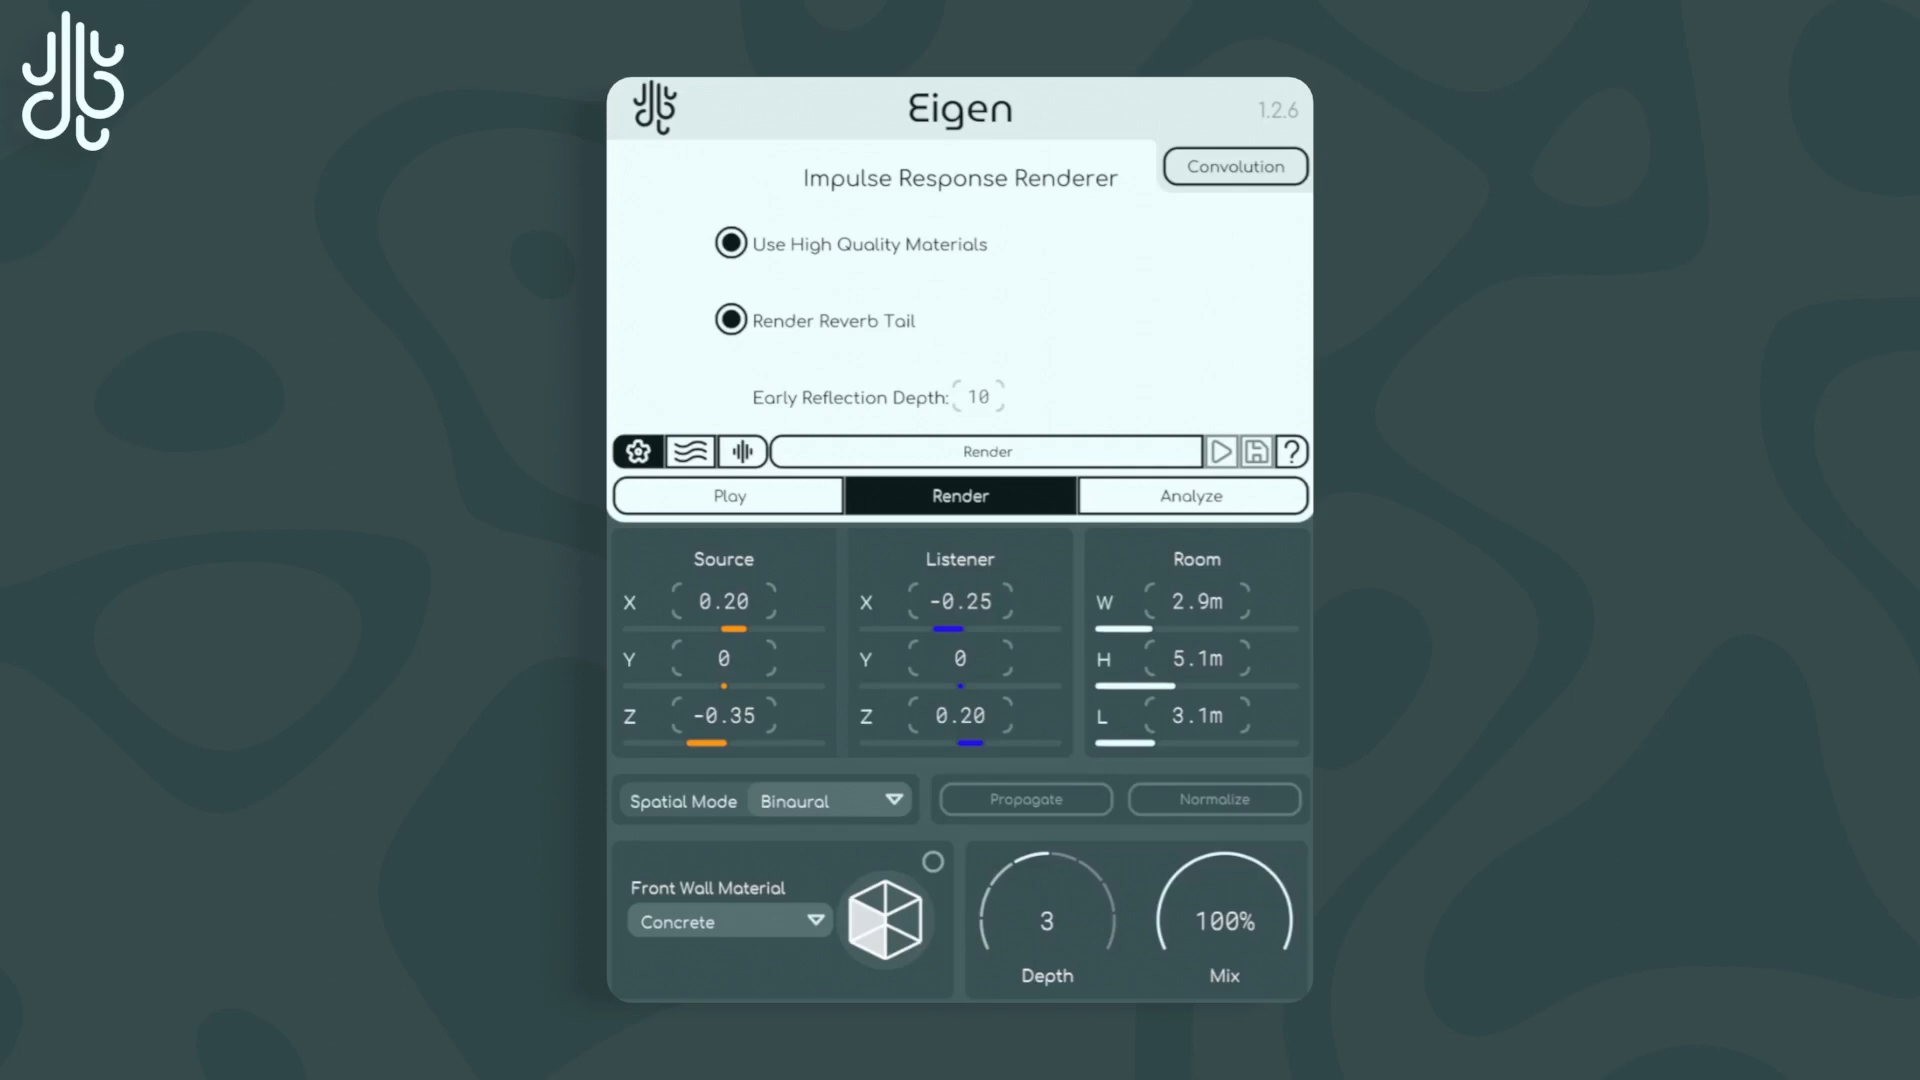 Eigen
1.2.6
Convolution
Impulse Response Renderer
Use High Quality Materials
Render Reverb Tail
Early Reflection Depth: 10
Render
?
Play Render Analyze
Source Listener Room
X 0.20 X -0.25 W 2.9m
Y 0 Y 0 H 5.1m
Z -0.35 Z 0.20 L 3.1m
Spatial Mode Binaural Propagate Normalize
Front Wall Material
Concrete
3 100%
Depth Mix